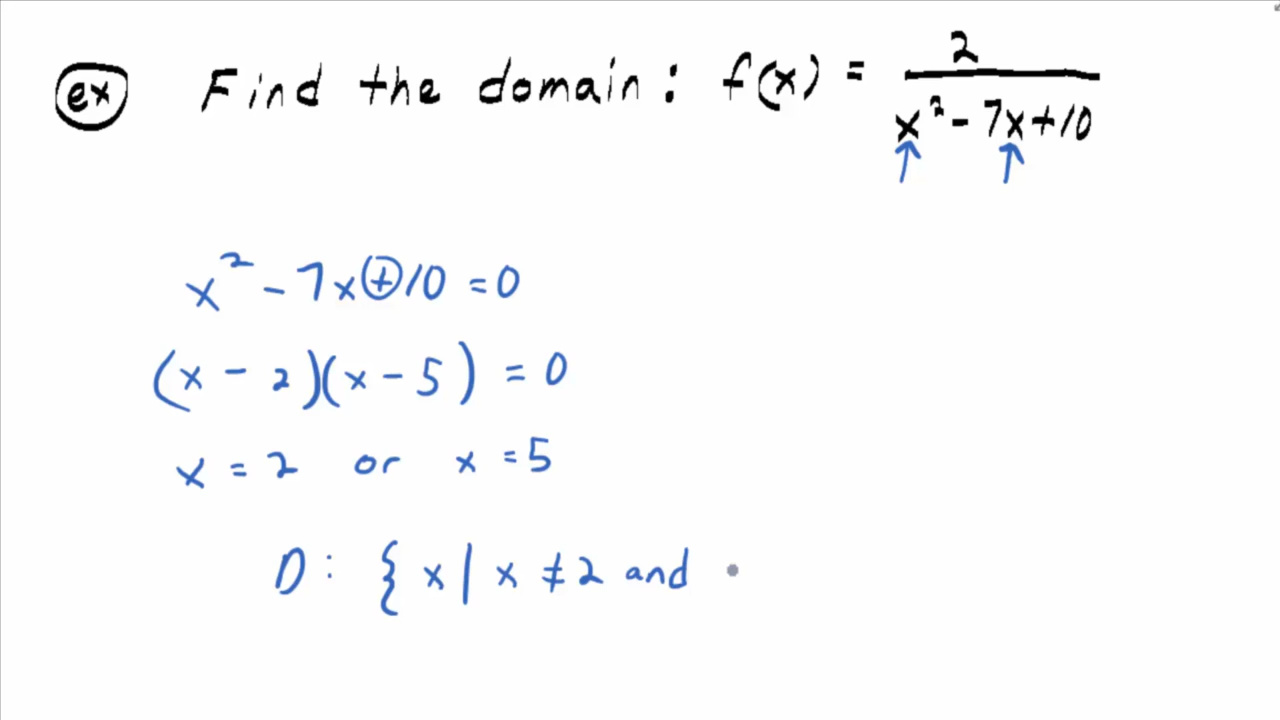 ex Find the domain: f(x) = 2/(x² - 7x + 10)
x² - 7x + 10 = 0
(x - 2)(x - 5) = 0
x = 2 or x = 5
D: { x | x ≠ 2 and